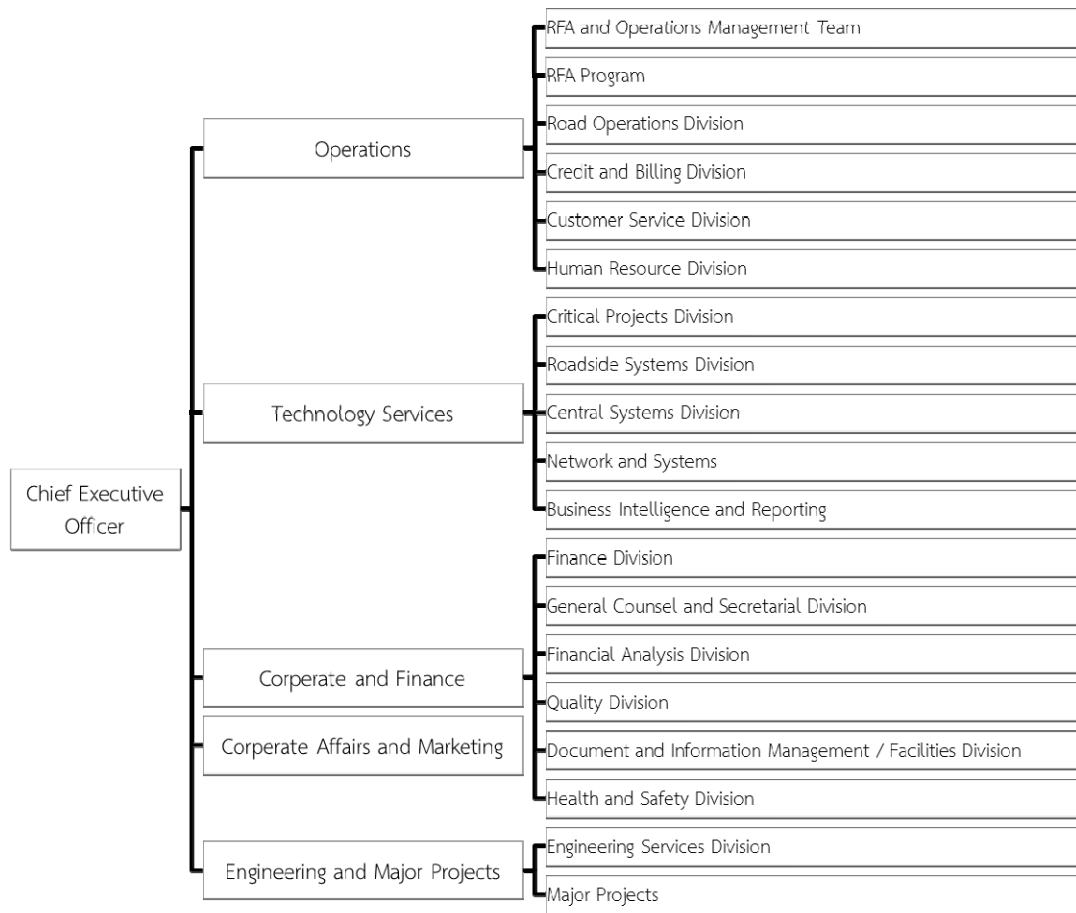 RFA and Operations Management Team
RFA Program
Road Operations Division
Operations
Credit and Billing Division
Customer Service Division
Human Resource Division
Critical Projects Division
Roadside Systems Division
Technology Services
Central Systems Division
Network and Systems
Business Intelligence and Reporting
Chief Executive
Officer
Finance Division
General Counsel and Secretarial Division
Financial Analysis Division
Corperate and Finance
Quality Division
Corperate Affairs and Marketing
Document and Information Management / Facilities Division
Health and Safety Division
Engineering Services Division
Engineering and Major Projects
Major Projects